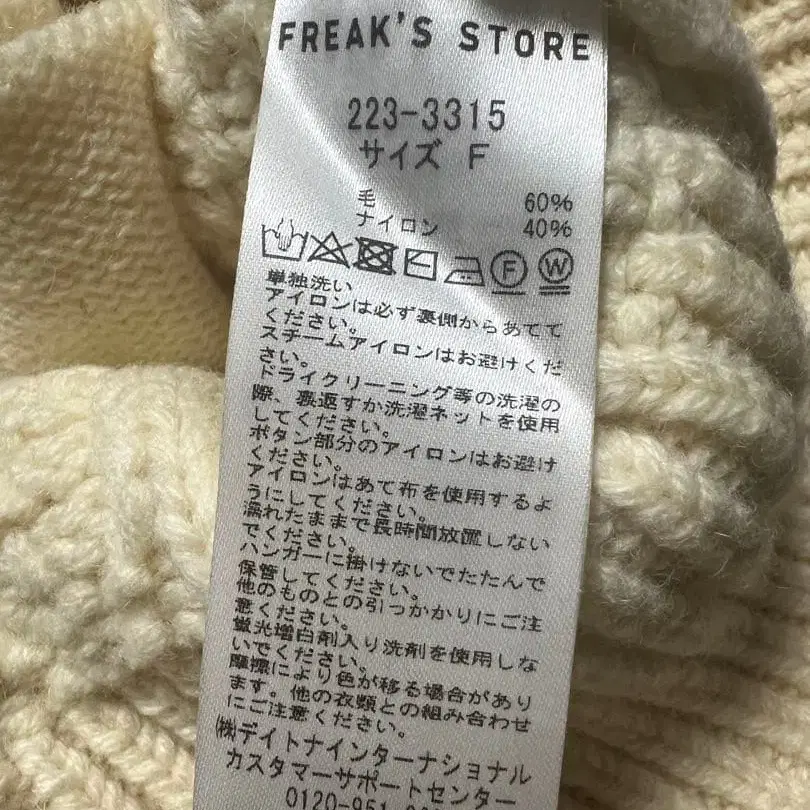 FREAK'S STORE
223-3315
サイズ F
毛 60%
ナイロン 40%
F W
単独洗い
アイロンは必ず裏側からあてて
ください。
スチームアイロンはお避けくだ
さい。
ドライクリーニング等の洗濯の
際、裏返すか洗濯ネットを使用
してください。
ボタン部分のアイロンはお避け
ください。
アイロンはあて布を使用するよ
うにしてください。
濡れたままで長時間放置しない
でください。
ハンガーに掛けないでたたんで
保管してください。
他のものとの引っかかりにご注
意ください。
蛍光増白剤入り洗剤を使用しな
いでください。
摩擦により色が移る場合があり
ます。他の衣類との組み合わせ
にご注意ください。
㈱デイトナインターナショナル
カスタマーサポートセンター
0120-951